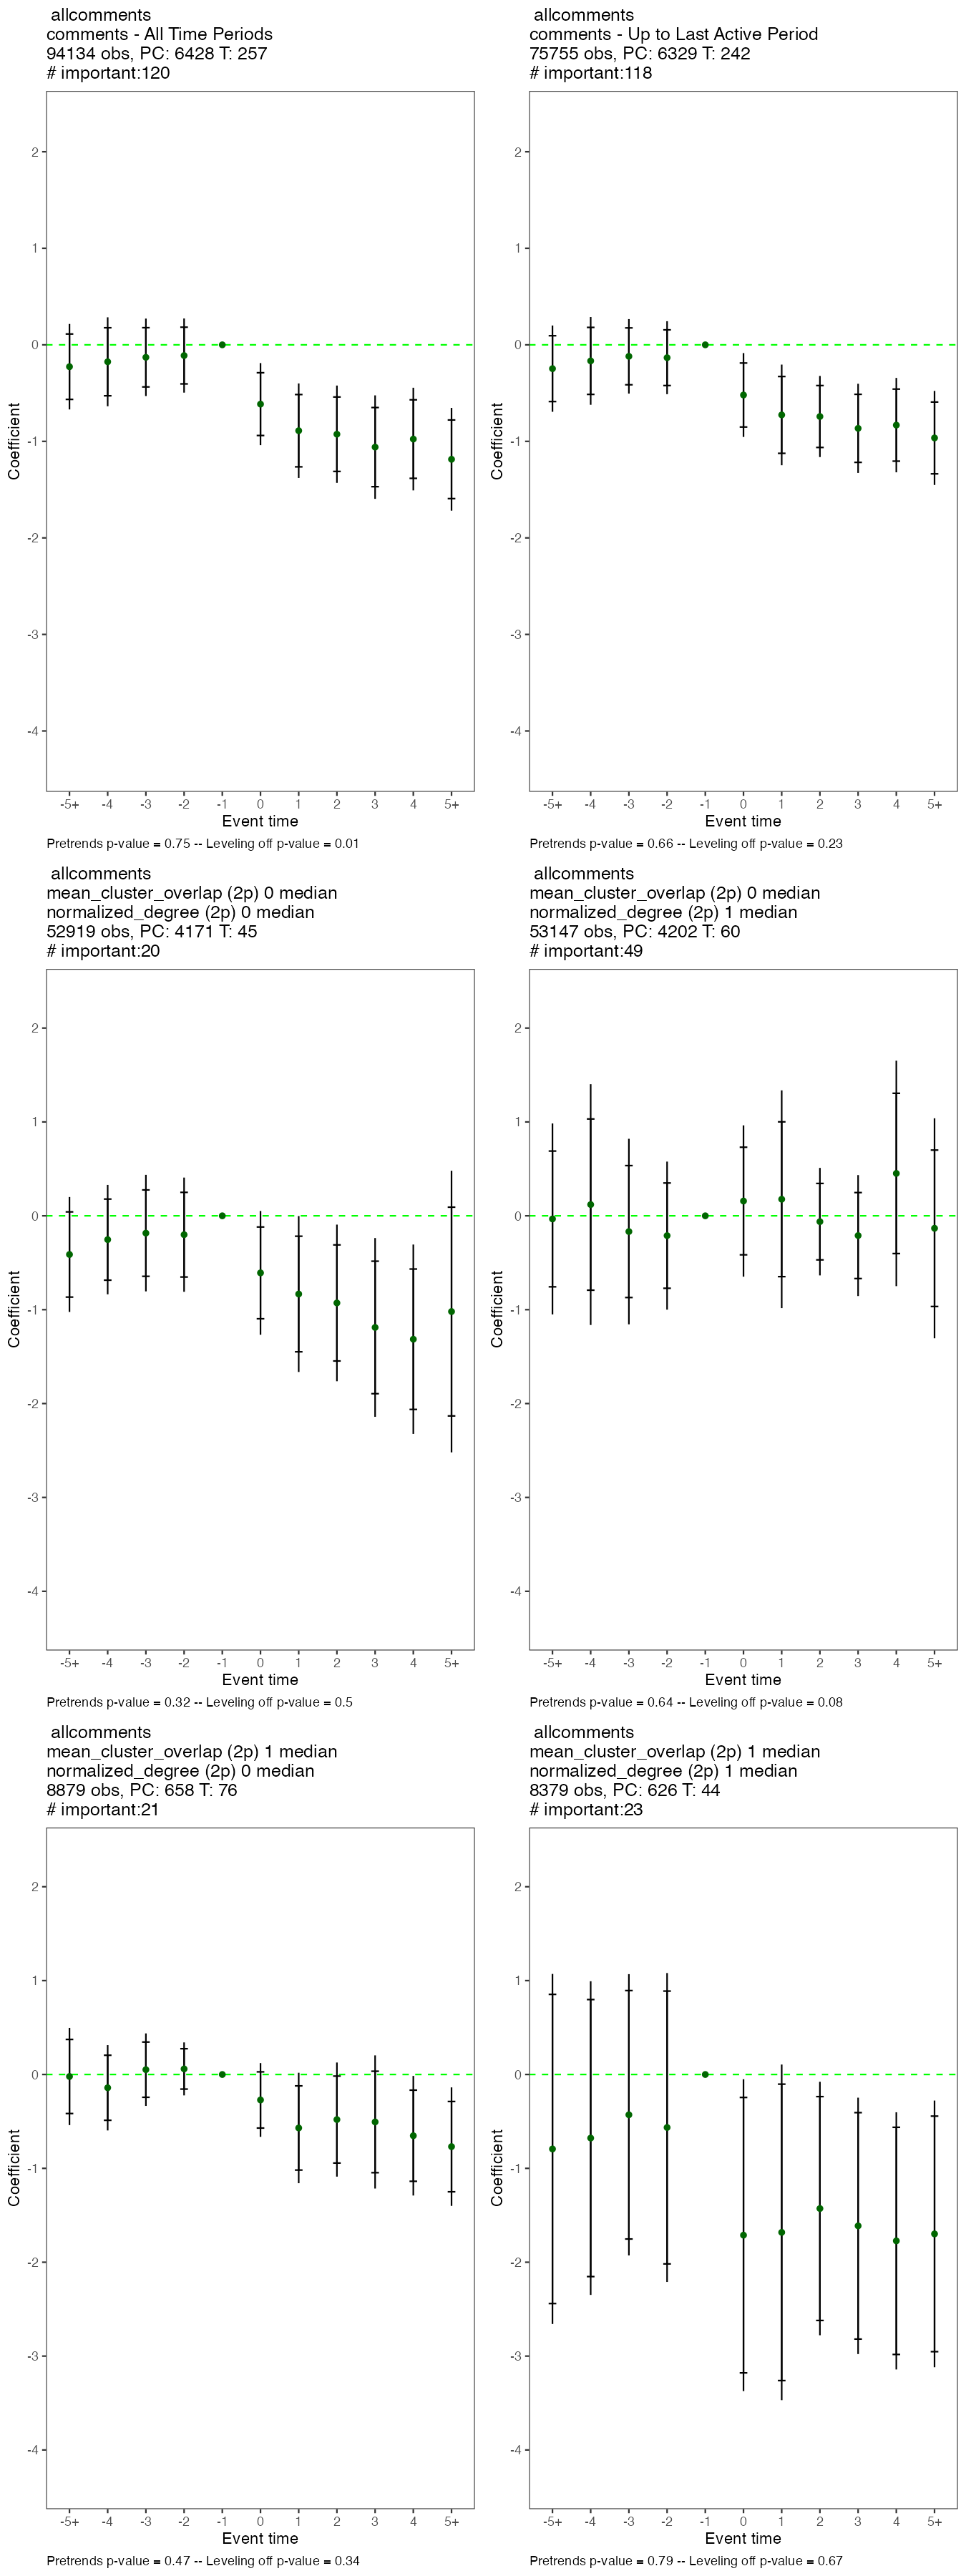 allcomments
comments - All Time Periods
94134 obs, PC: 6428 T: 257
# important:120
2
1
0
-1
-2
-3
-4
Coefficient
-5+ -4 -3 -2 -1 0 1 2 3 4 5+
Event time
Pretrends p-value = 0.75 -- Leveling off p-value = 0.01
allcomments
comments - Up to Last Active Period
75755 obs, PC: 6329 T: 242
# important:118
2
1
0
-1
-2
-3
-4
Coefficient
-5+ -4 -3 -2 -1 0 1 2 3 4 5+
Event time
Pretrends p-value = 0.66 -- Leveling off p-value = 0.23
allcomments
mean_cluster_overlap (2p) 0 median
normalized_degree (2p) 0 median
52919 obs, PC: 4171 T: 45
# important:20
2
1
0
-1
-2
-3
-4
Coefficient
-5+ -4 -3 -2 -1 0 1 2 3 4 5+
Event time
Pretrends p-value = 0.32 -- Leveling off p-value = 0.5
allcomments
mean_cluster_overlap (2p) 0 median
normalized_degree (2p) 1 median
53147 obs, PC: 4202 T: 60
# important:49
2
1
0
-1
-2
-3
-4
Coefficient
-5+ -4 -3 -2 -1 0 1 2 3 4 5+
Event time
Pretrends p-value = 0.64 -- Leveling off p-value = 0.08
allcomments
mean_cluster_overlap (2p) 1 median
normalized_degree (2p) 0 median
8879 obs, PC: 658 T: 76
# important:21
2
1
0
-1
-2
-3
-4
Coefficient
-5+ -4 -3 -2 -1 0 1 2 3 4 5+
Event time
Pretrends p-value = 0.47 -- Leveling off p-value = 0.34
allcomments
mean_cluster_overlap (2p) 1 median
normalized_degree (2p) 1 median
8379 obs, PC: 626 T: 44
# important:23
2
1
0
-1
-2
-3
-4
Coefficient
-5+ -4 -3 -2 -1 0 1 2 3 4 5+
Event time
Pretrends p-value = 0.79 -- Leveling off p-value = 0.67